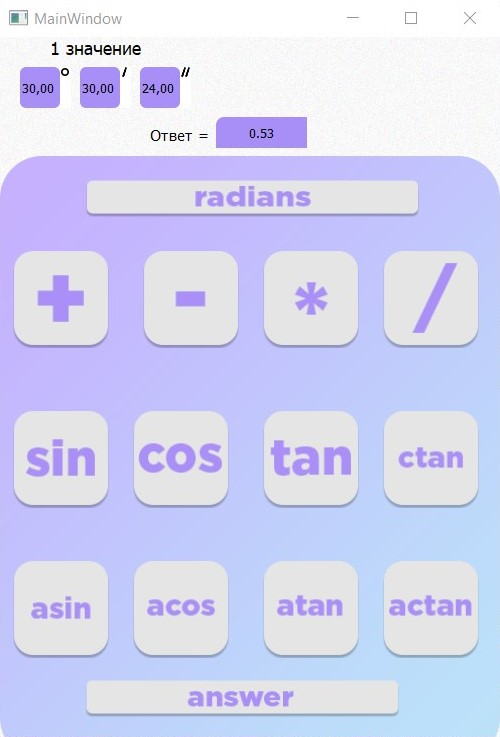 MainWindow
1 значение
30,00 ° 30,00 ′ 24,00 ″
Ответ = 0.53
radians
+ - * /
sin cos tan ctan
asin acos atan actan
answer